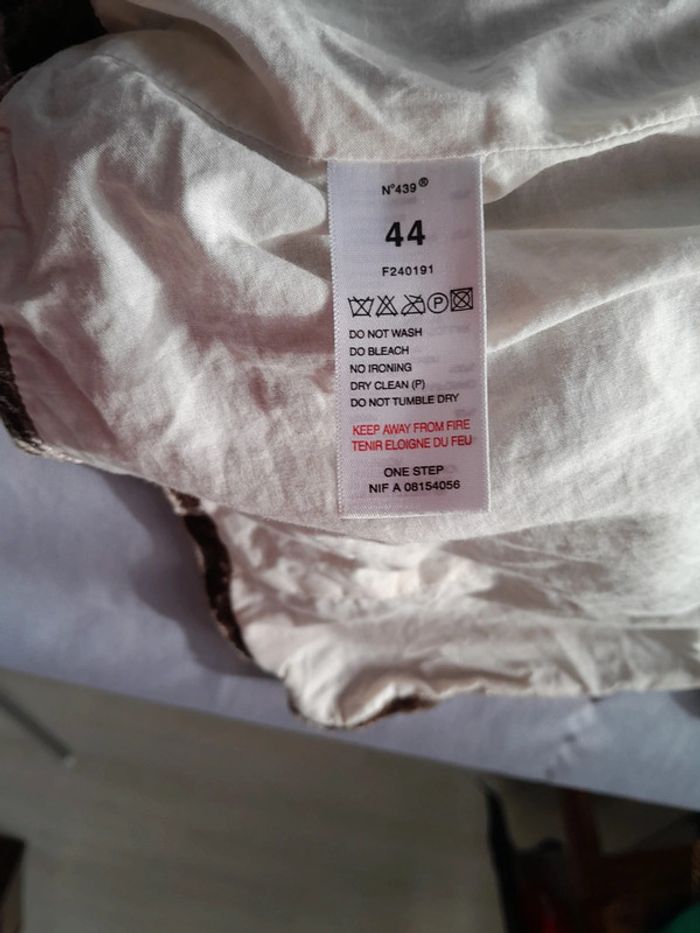 N°439®
44
F240191
P
DO NOT WASH
DO BLEACH
NO IRONING
DRY CLEAN (P)
DO NOT TUMBLE DRY
KEEP AWAY FROM FIRE
TENIR ELOIGNE DU FEU
ONE STEP
NIF A 08154056